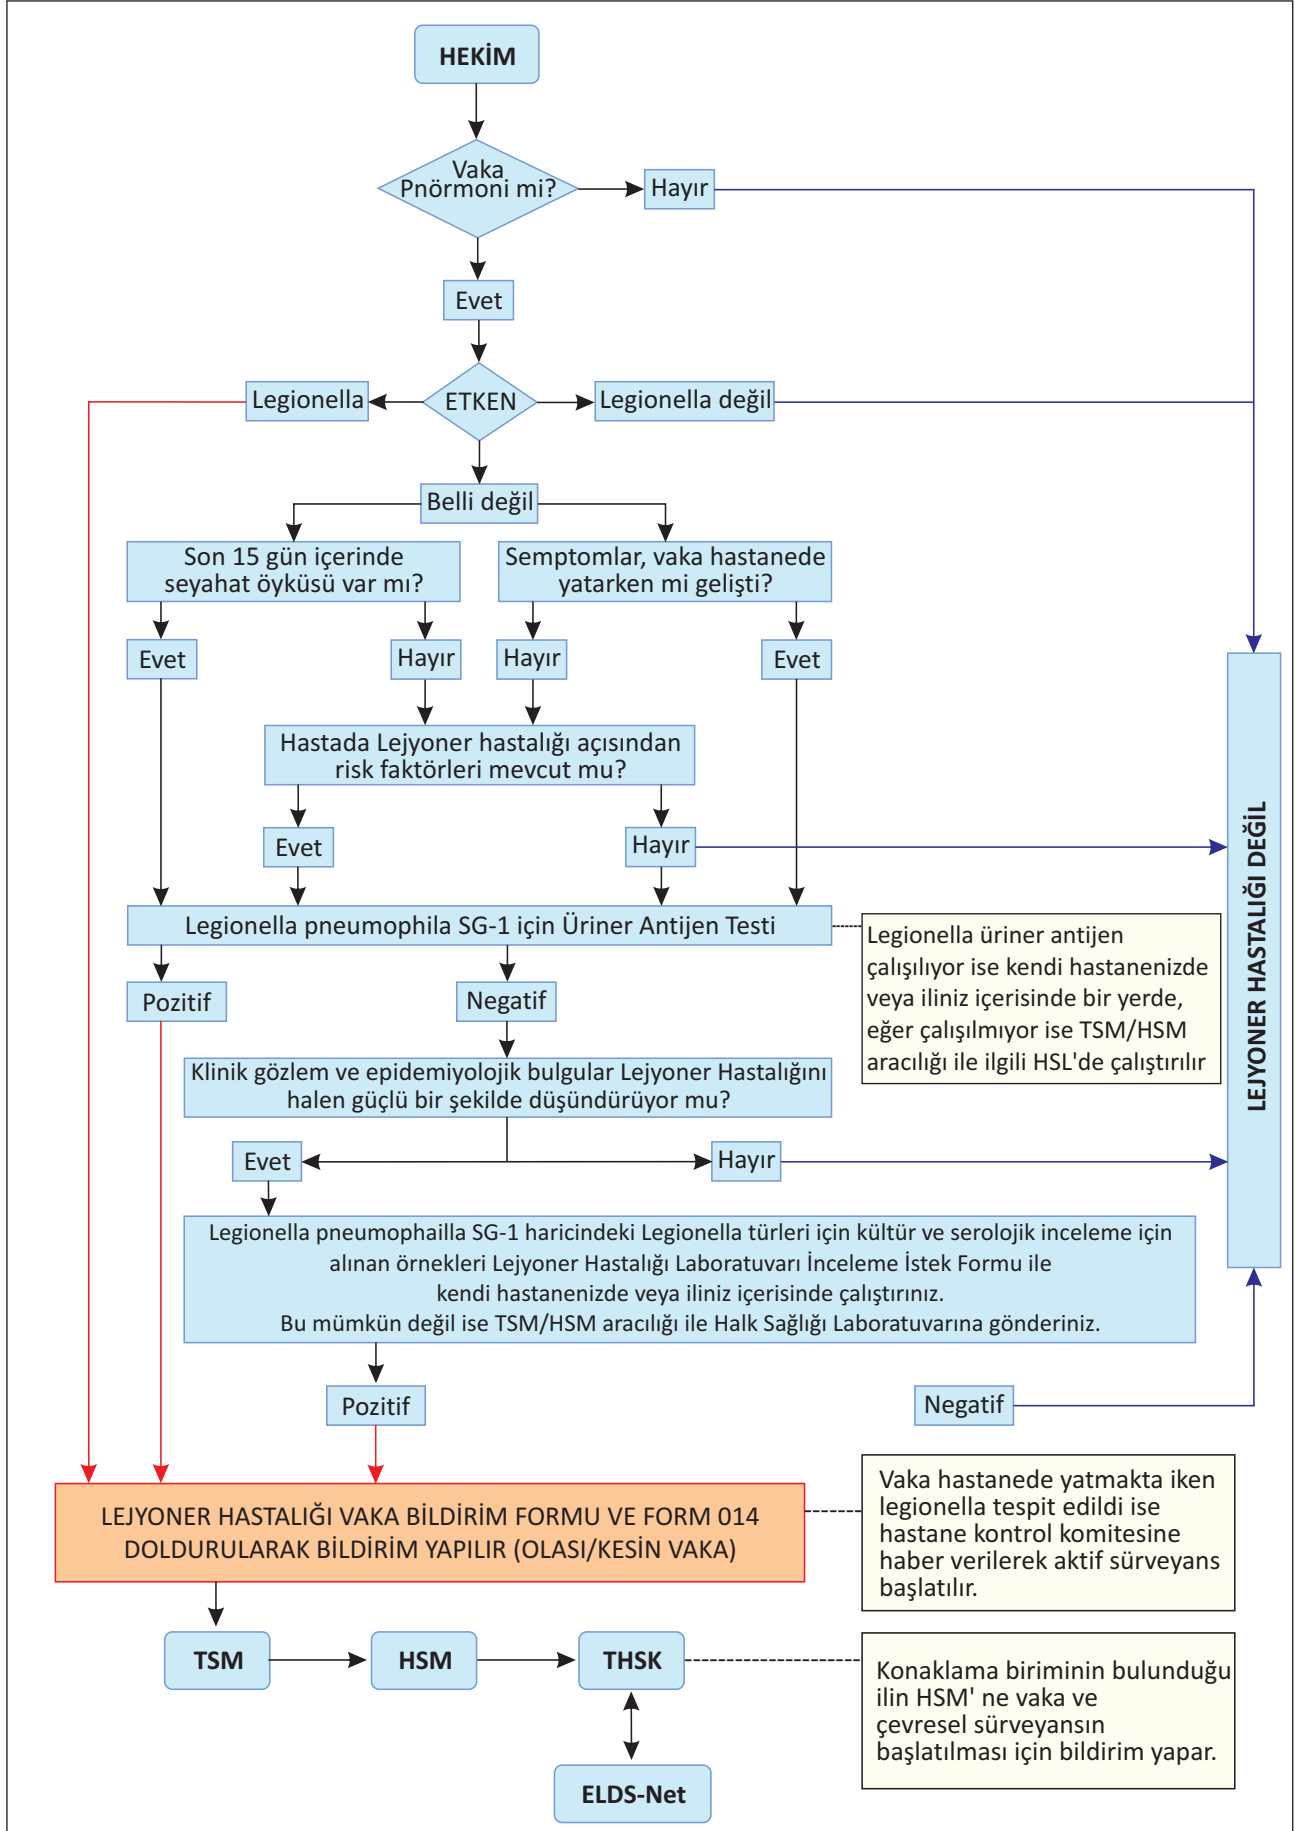 HEKİM
Vaka
Pnörmoni mi?
Hayır
Evet
Legionella
ETKEN
Legionella değil
Belli değil
Son 15 gün içerinde
seyahat öyküsü var mı?
Semptomlar, vaka hastanede
yatarken mi gelişti?
Evet
Hayır
Hayır
Evet
Hastada Lejyoner hastalığı açısından
risk faktörleri mevcut mu?
Evet
Hayır
LEJYONER HASTALIĞI DEĞİL
Legionella pneumophila SG-1 için Üriner Antijen Testi
Legionella üriner antijen
çalışılıyor ise kendi hastanenizde
veya iliniz içerisinde bir yerde,
eğer çalışılmıyor ise TSM/HSM
aracılığı ile ilgili HSL'de çalıştırılır
Pozitif
Negatif
Klinik gözlem ve epidemiyolojik bulgular Lejyoner Hastalığını
halen güçlü bir şekilde düşündürüyor mu?
Evet
Hayır
Legionella pneumophailla SG-1 haricindeki Legionella türleri için kültür ve serolojik inceleme için
alınan örnekleri Lejyoner Hastalığı Laboratuvarı İnceleme İstek Formu ile
kendi hastanenizde veya iliniz içerisinde çalıştırınız.
Bu mümkün değil ise TSM/HSM aracılığı ile Halk Sağlığı Laboratuvarına gönderiniz.
Pozitif
Negatif
LEJYONER HASTALIĞI VAKA BİLDİRİM FORMU VE FORM 014
DOLDURULARAK BİLDİRİM YAPILIR (OLASI/KESİN VAKA)
Vaka hastanede yatmakta iken
legionella tespit edildi ise
hastane kontrol komitesine
haber verilerek aktif sürveyans
başlatılır.
TSM
HSM
THSK
Konaklama biriminin bulunduğu
ilin HSM' ne vaka ve
çevresel sürveyansın
başlatılması için bildirim yapar.
ELDS-Net